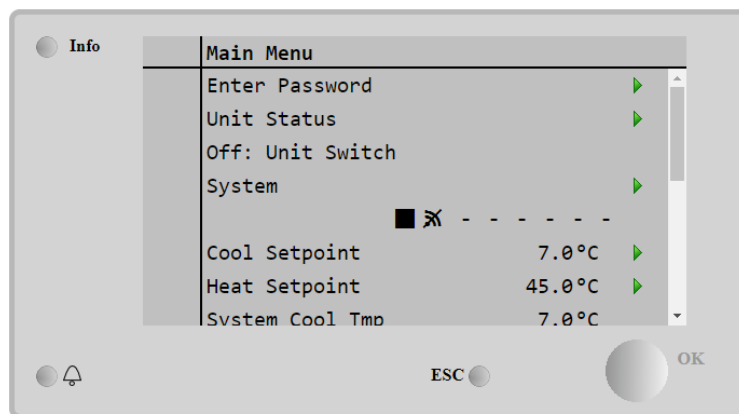 Info
Main Menu
Enter Password
Unit Status
Off: Unit Switch
System
- - - - - -
Cool Setpoint 7.0°C
Heat Setpoint 45.0°C
System Cool Tmp 7.0°C
ESC
OK